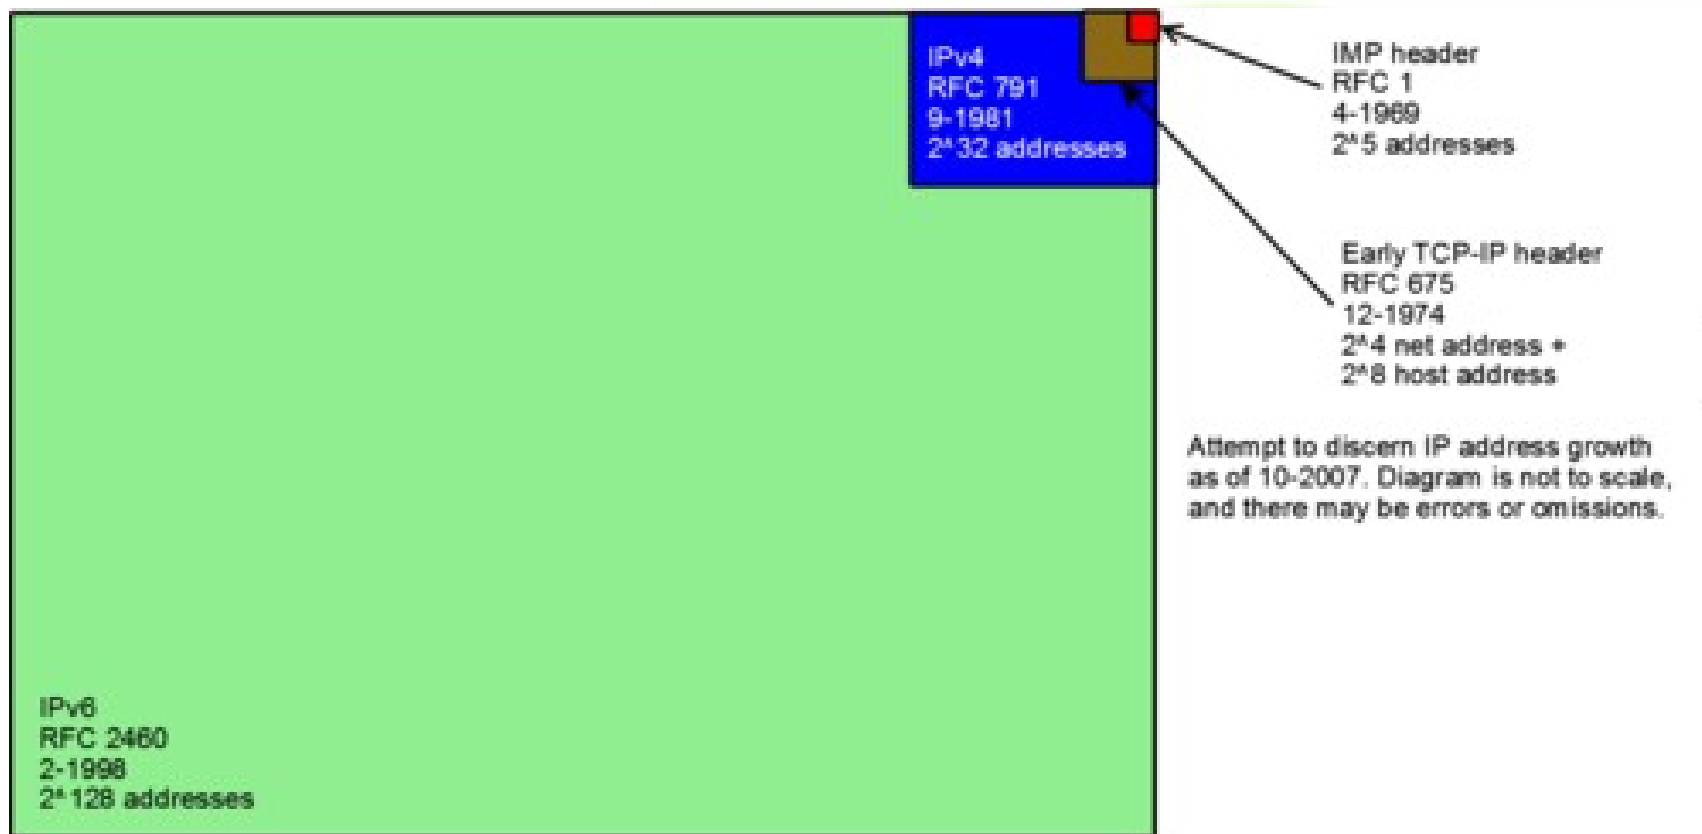 IPv4
RFC 791
9-1981
2^32 addresses
IMP header
RFC 1
4-1969
2^5 addresses
Early TCP-IP header
RFC 675
12-1974
2^4 net address +
2^8 host address
Attempt to discern IP address growth
as of 10-2007. Diagram is not to scale,
and there may be errors or omissions.
IPv6
RFC 2460
2-1998
2^128 addresses